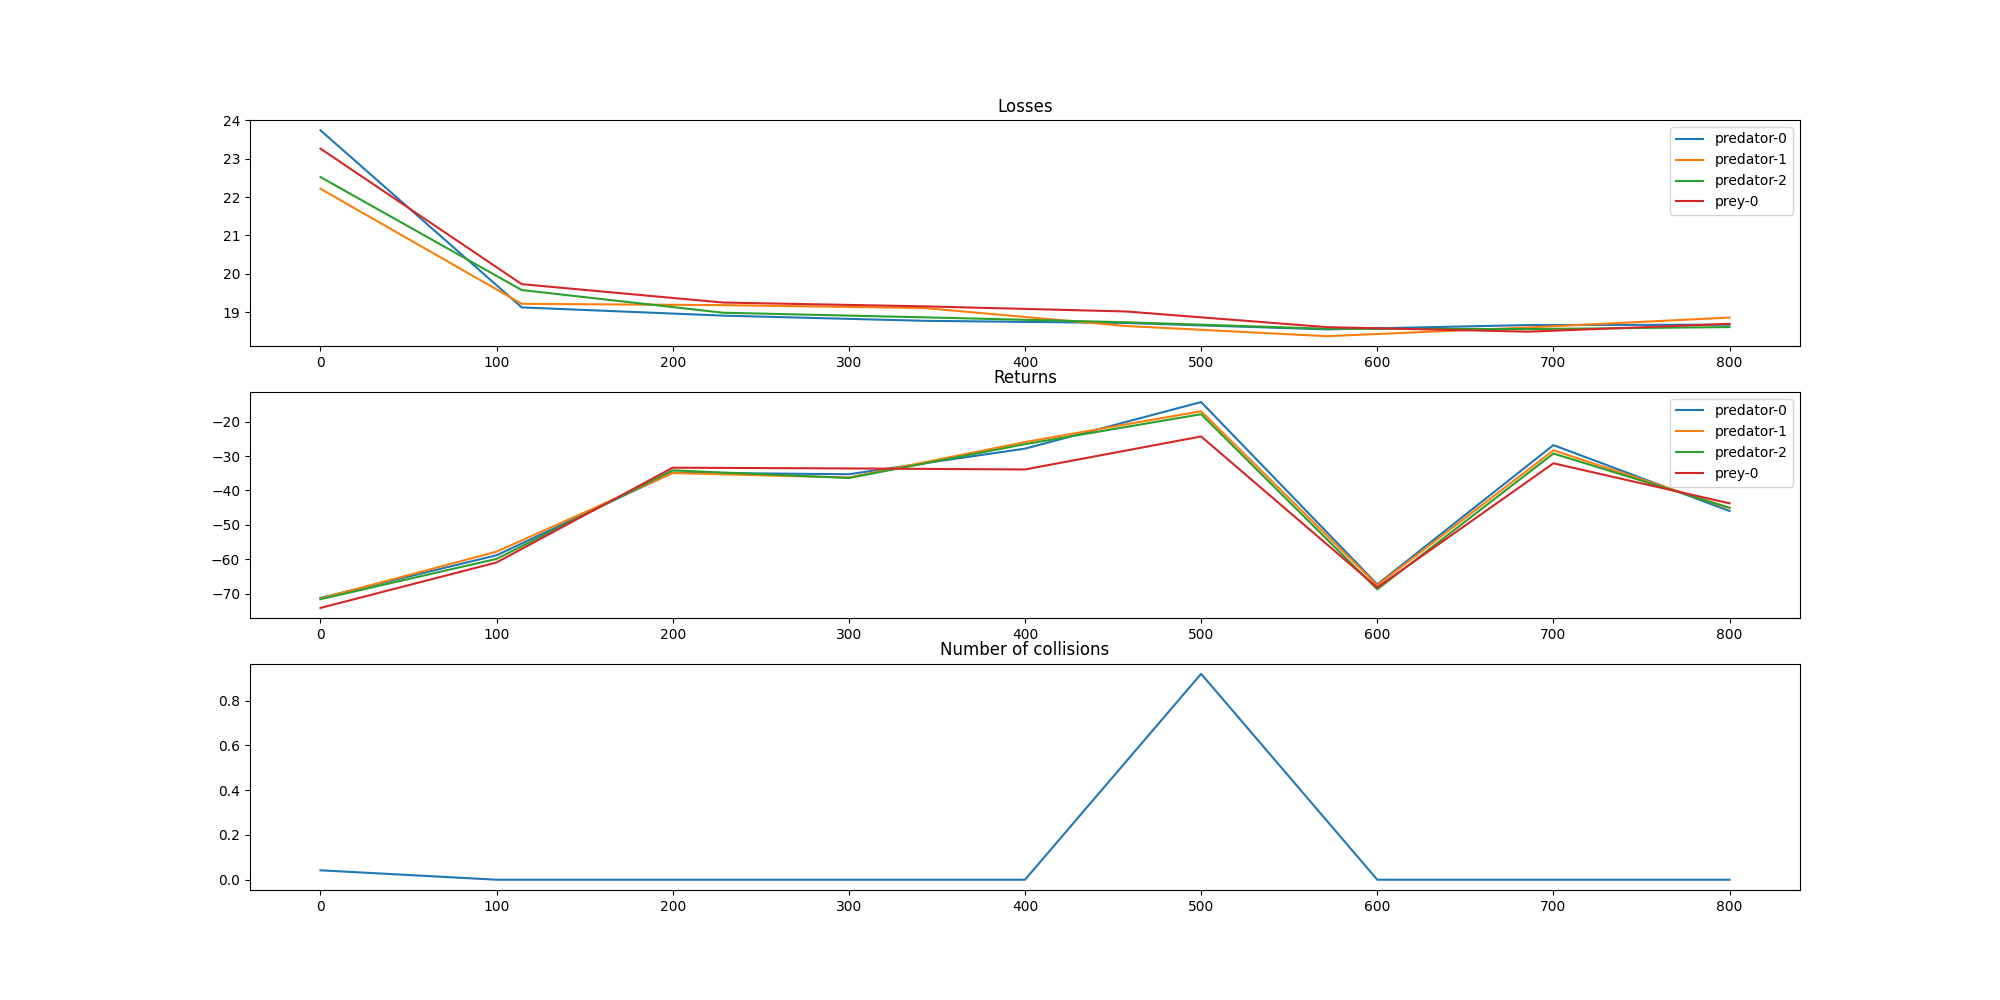 Losses
24
23
22
21
20
19
predator-0
predator-1
predator-2
prey-0
0 100 200 300 400 500 600 700 800
Returns
−20
−30
−40
−50
−60
−70
predator-0
predator-1
predator-2
prey-0
0 100 200 300 400 500 600 700 800
Number of collisions
0.8
0.6
0.4
0.2
0.0
0 100 200 300 400 500 600 700 800